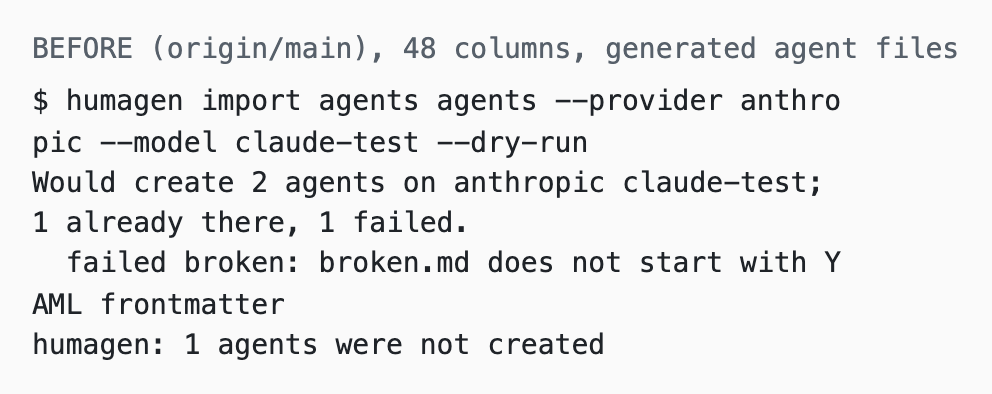 BEFORE (origin/main), 48 columns, generated agent files
$ humagen import agents agents --provider anthro
pic --model claude-test --dry-run
Would create 2 agents on anthropic claude-test;
1 already there, 1 failed.
  failed broken: broken.md does not start with Y
AML frontmatter
humagen: 1 agents were not created